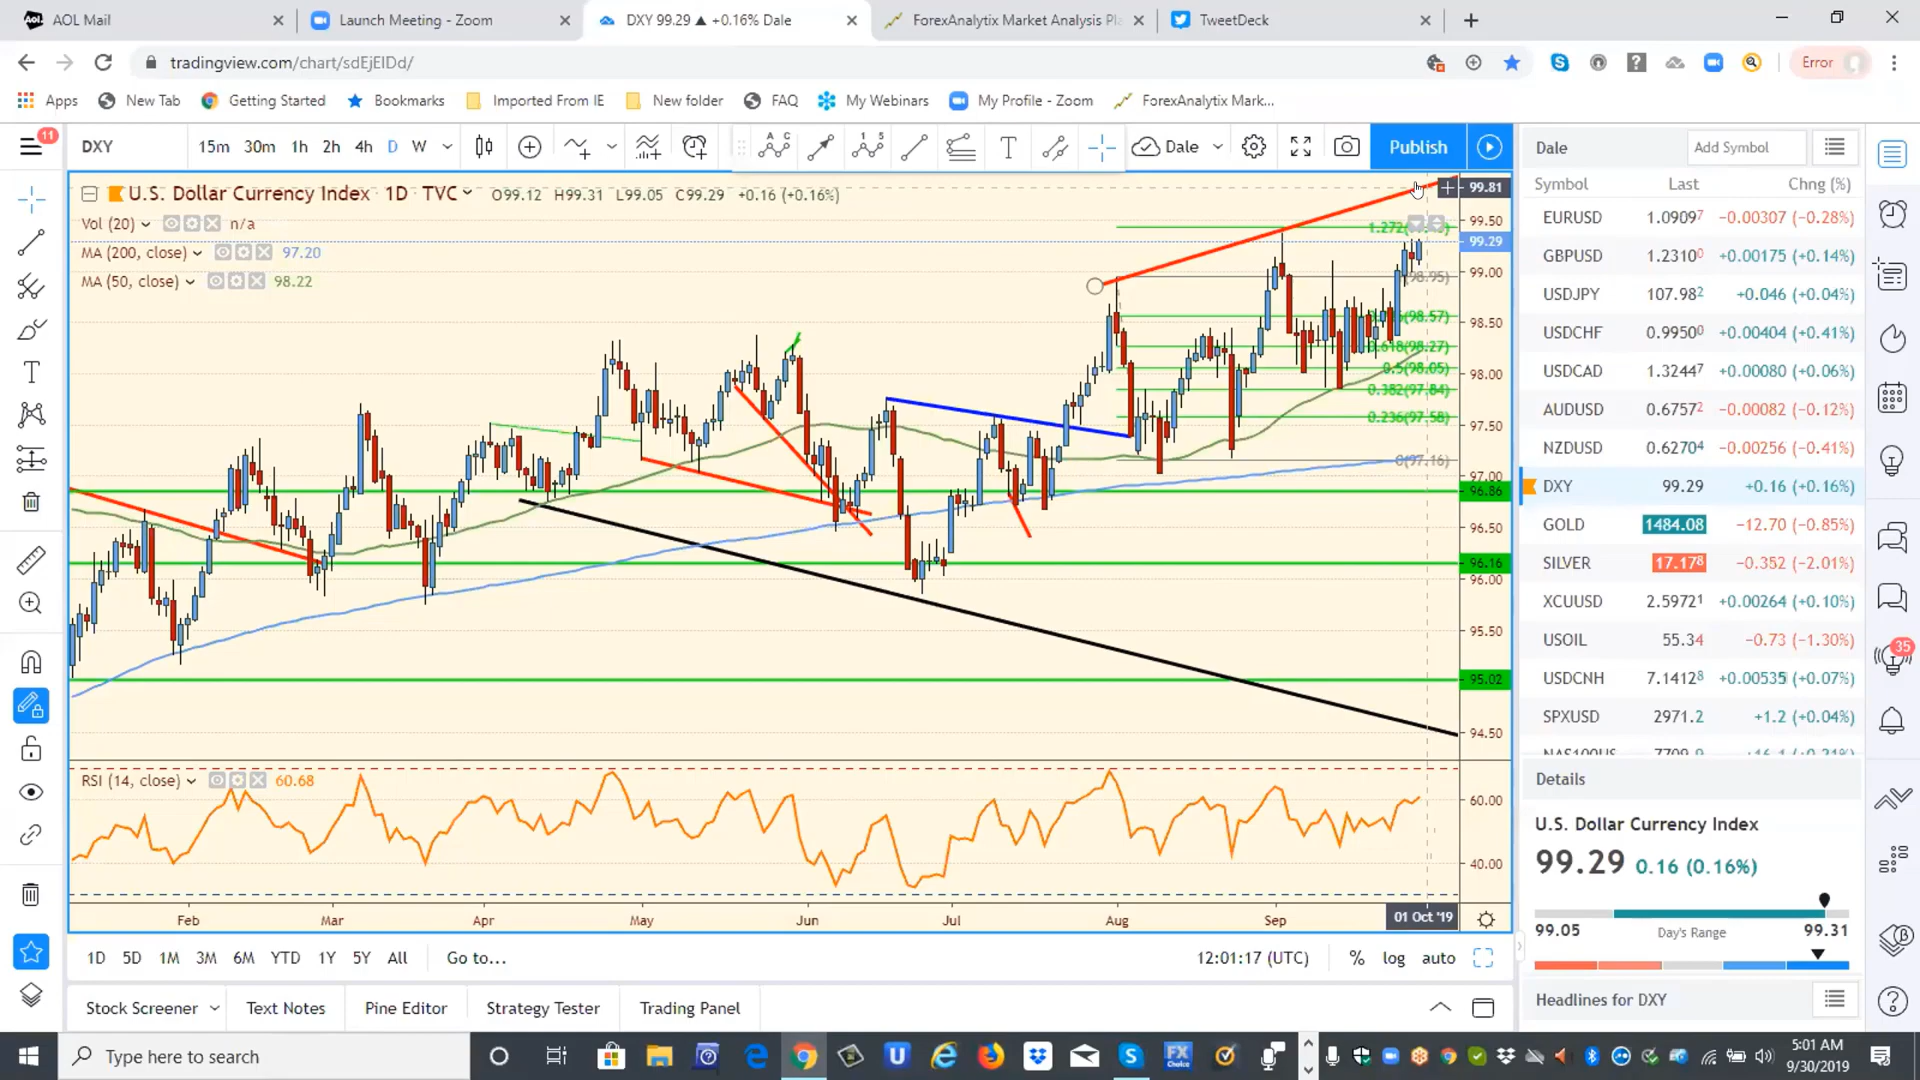 AOL Mail
Launch Meeting - Zoom
DXY 99.29 ▲ +0.16% Dale
ForexAnalytix Market Analysis Pl
TweetDeck
tradingview.com/chart/sdEjEIDd/
Error
Apps
New Tab
Getting Started
Bookmarks
Imported From IE
New folder
FAQ
My Webinars
My Profile - Zoom
ForexAnalytix Mark...
11
DXY
15m 30m 1h 2h 4h D W
Dale
Publish
Dale
Add Symbol
U.S. Dollar Currency Index · 1D · TVC
O99.12 H99.31 L99.05 C99.29 +0.16 (+0.16%)
Vol (20) n/a
MA (200, close) 97.20
MA (50, close) 98.22
99.81
99.50
99.29
99.00
98.50
98.00
97.50
97.00
96.86
96.50
96.16
96.00
95.50
95.02
94.50
(98.57)
0.618(98.27)
0.5(98.05)
0.382(97.84)
0.236(97.58)
0(97.16)
RSI (14, close) 60.68
60.00
40.00
Feb Mar Apr May Jun Jul Aug Sep 01 Oct '19
1D 5D 1M 3M 6M YTD 1Y 5Y All Go to...
12:01:17 (UTC) % log auto
Stock Screener
Text Notes
Pine Editor
Strategy Tester
Trading Panel
Symbol Last Chng (%)
EURUSD 1.09097 −0.00307 (−0.28%)
GBPUSD 1.23100 +0.00175 (+0.14%)
USDJPY 107.982 +0.046 (+0.04%)
USDCHF 0.99500 +0.00404 (+0.41%)
USDCAD 1.32447 +0.00080 (+0.06%)
AUDUSD 0.67572 −0.00082 (−0.12%)
NZDUSD 0.62704 −0.00256 (−0.41%)
DXY 99.29 +0.16 (+0.16%)
GOLD 1484.08 −12.70 (−0.85%)
SILVER 17.178 −0.352 (−2.01%)
XCUUSD 2.59721 +0.00264 (+0.10%)
USOIL 55.34 −0.73 (−1.30%)
USDCNH 7.14128 +0.00535 (+0.07%)
SPXUSD 2971.2 +1.2 (+0.04%)
35
Details
U.S. Dollar Currency Index
99.29 0.16 (0.16%)
99.05 Day's Range 99.31
Headlines for DXY
Type here to search
FX
Choice
5:01 AM
9/30/2019